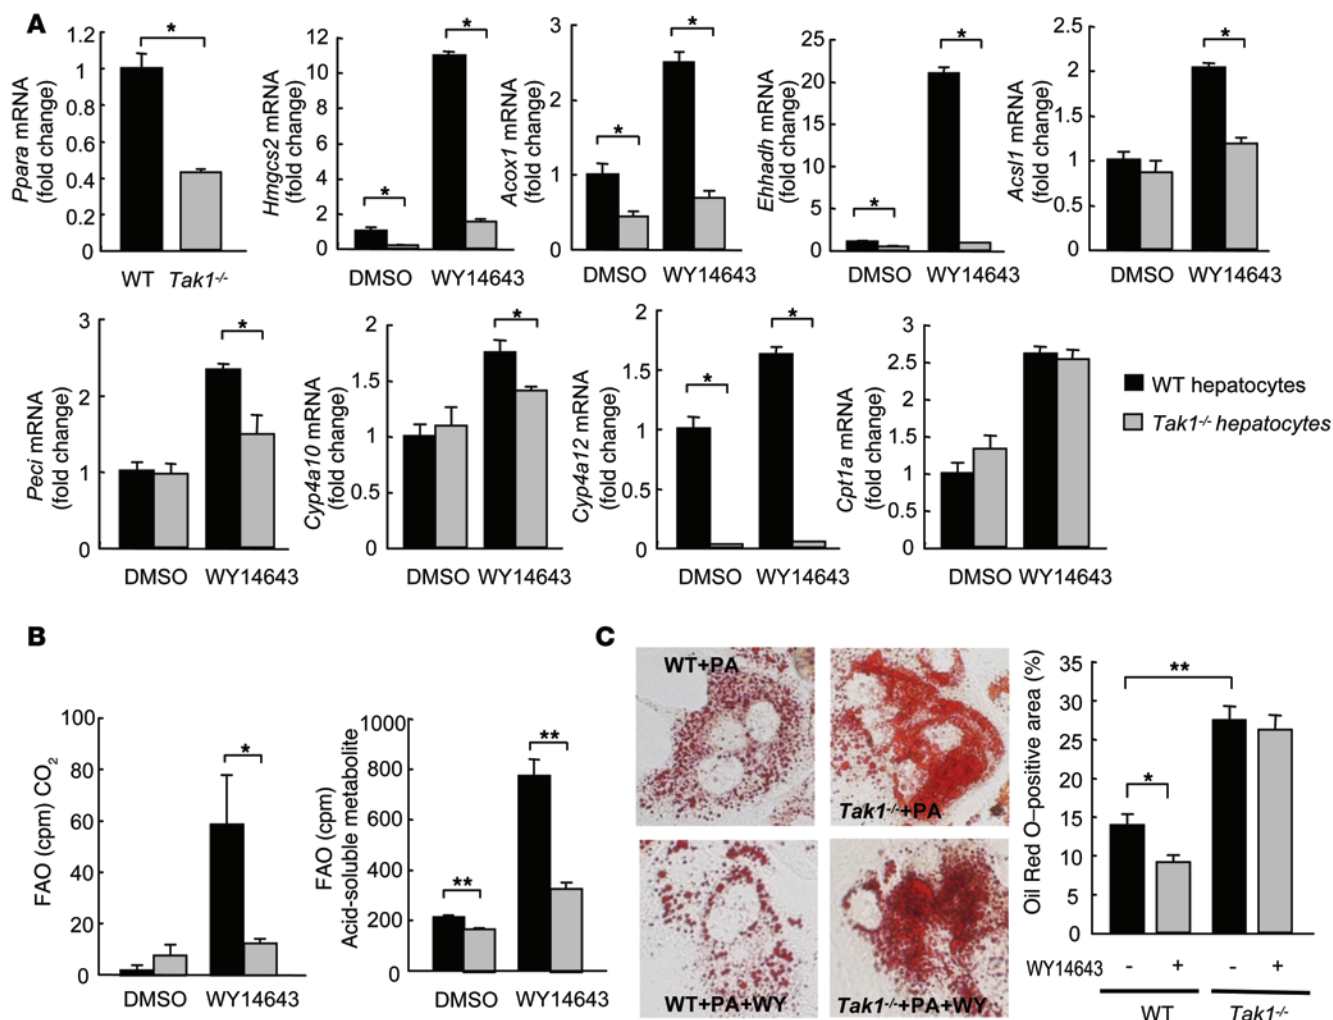 A
Ppara mRNA
(fold change)
1.2
1
0.8
0.6
0.4
0.2
0
*
WT Tak1-/-
Hmgcs2 mRNA
(fold change)
12
10
8
6
4
2
0
*
*
DMSO WY14643
Acox1 mRNA
(fold change)
3
2
1
0
*
*
DMSO WY14643
Ehhadh mRNA
(fold change)
25
20
15
10
5
0
*
*
DMSO WY14643
Acsl1 mRNA
(fold change)
2.5
2
1.5
1
0.5
0
*
DMSO WY14643
Peci mRNA
(fold change)
3
2
1
0
*
DMSO WY14643
Cyp4a10 mRNA
(fold change)
2
1.5
1
0.5
0
*
DMSO WY14643
Cyp4a12 mRNA
(fold change)
2
1.5
1
0.5
0
*
*
DMSO WY14643
Cpt1a mRNA
(fold change)
3
2.5
2
1.5
1
0.5
0
DMSO WY14643
WT hepatocytes
Tak1-/- hepatocytes
B
FAO (cpm) CO2
100
80
60
40
20
0
*
DMSO WY14643
FAO (cpm)
Acid-soluble metabolite
1000
800
600
400
200
0
**
**
DMSO WY14643
C
WT+PA
Tak1-/-+PA
WT+PA+WY
Tak1-/-+PA+WY
Oil Red O–positive area (%)
35
30
25
20
15
10
5
0
*
**
WY14643 - + - +
WT Tak1-/-